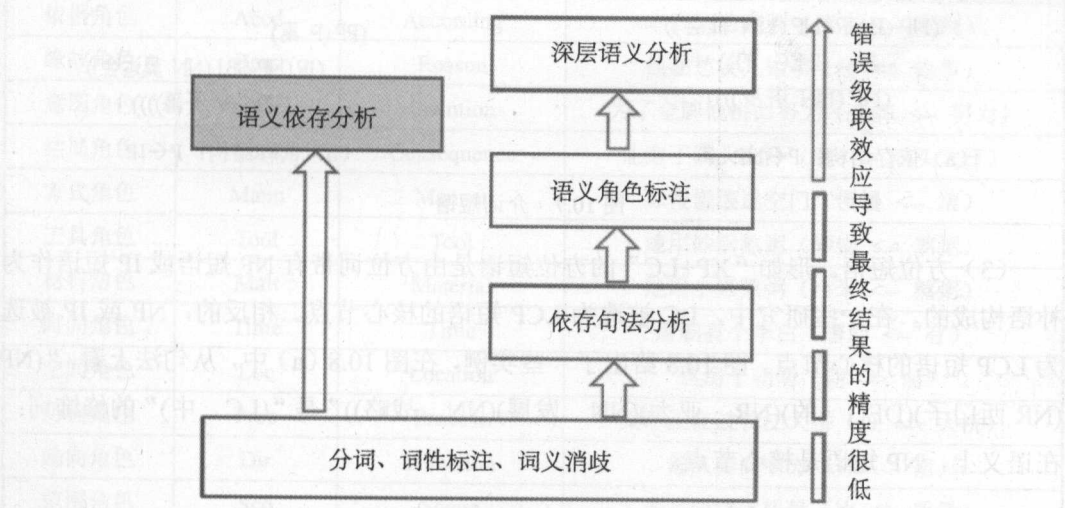 深层语义分析
语义依存分析
语义角色标注
依存句法分析
分词、词性标注、词义消歧
错误级联效应导致最终结果的精度很低